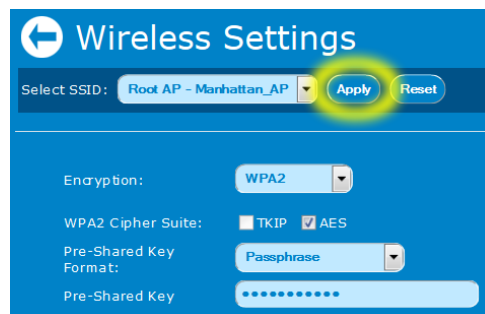 Wireless Settings
Select SSID: Root AP - Manhattan_AP Apply Reset
Encryption: WPA2
WPA2 Cipher Suite: TKIP AES
Pre-Shared Key
Format: Passphrase
Pre-Shared Key •••••••••••